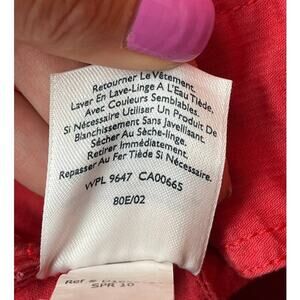 Retourner Le Vêtement.
Laver En Lave-Linge A L'Eau Tiède,
Avec Couleurs Semblables.
Si Nécessaire Utiliser Un Produit De
Blanchissement Sans Javellisant.
Sécher Au Sèche-linge.
Retirer Immédiatement.
Repasser Au Fer Tiède Si Nécessaire.
WPL 9647 CA00665
80E/02
Ref #
SPR 10